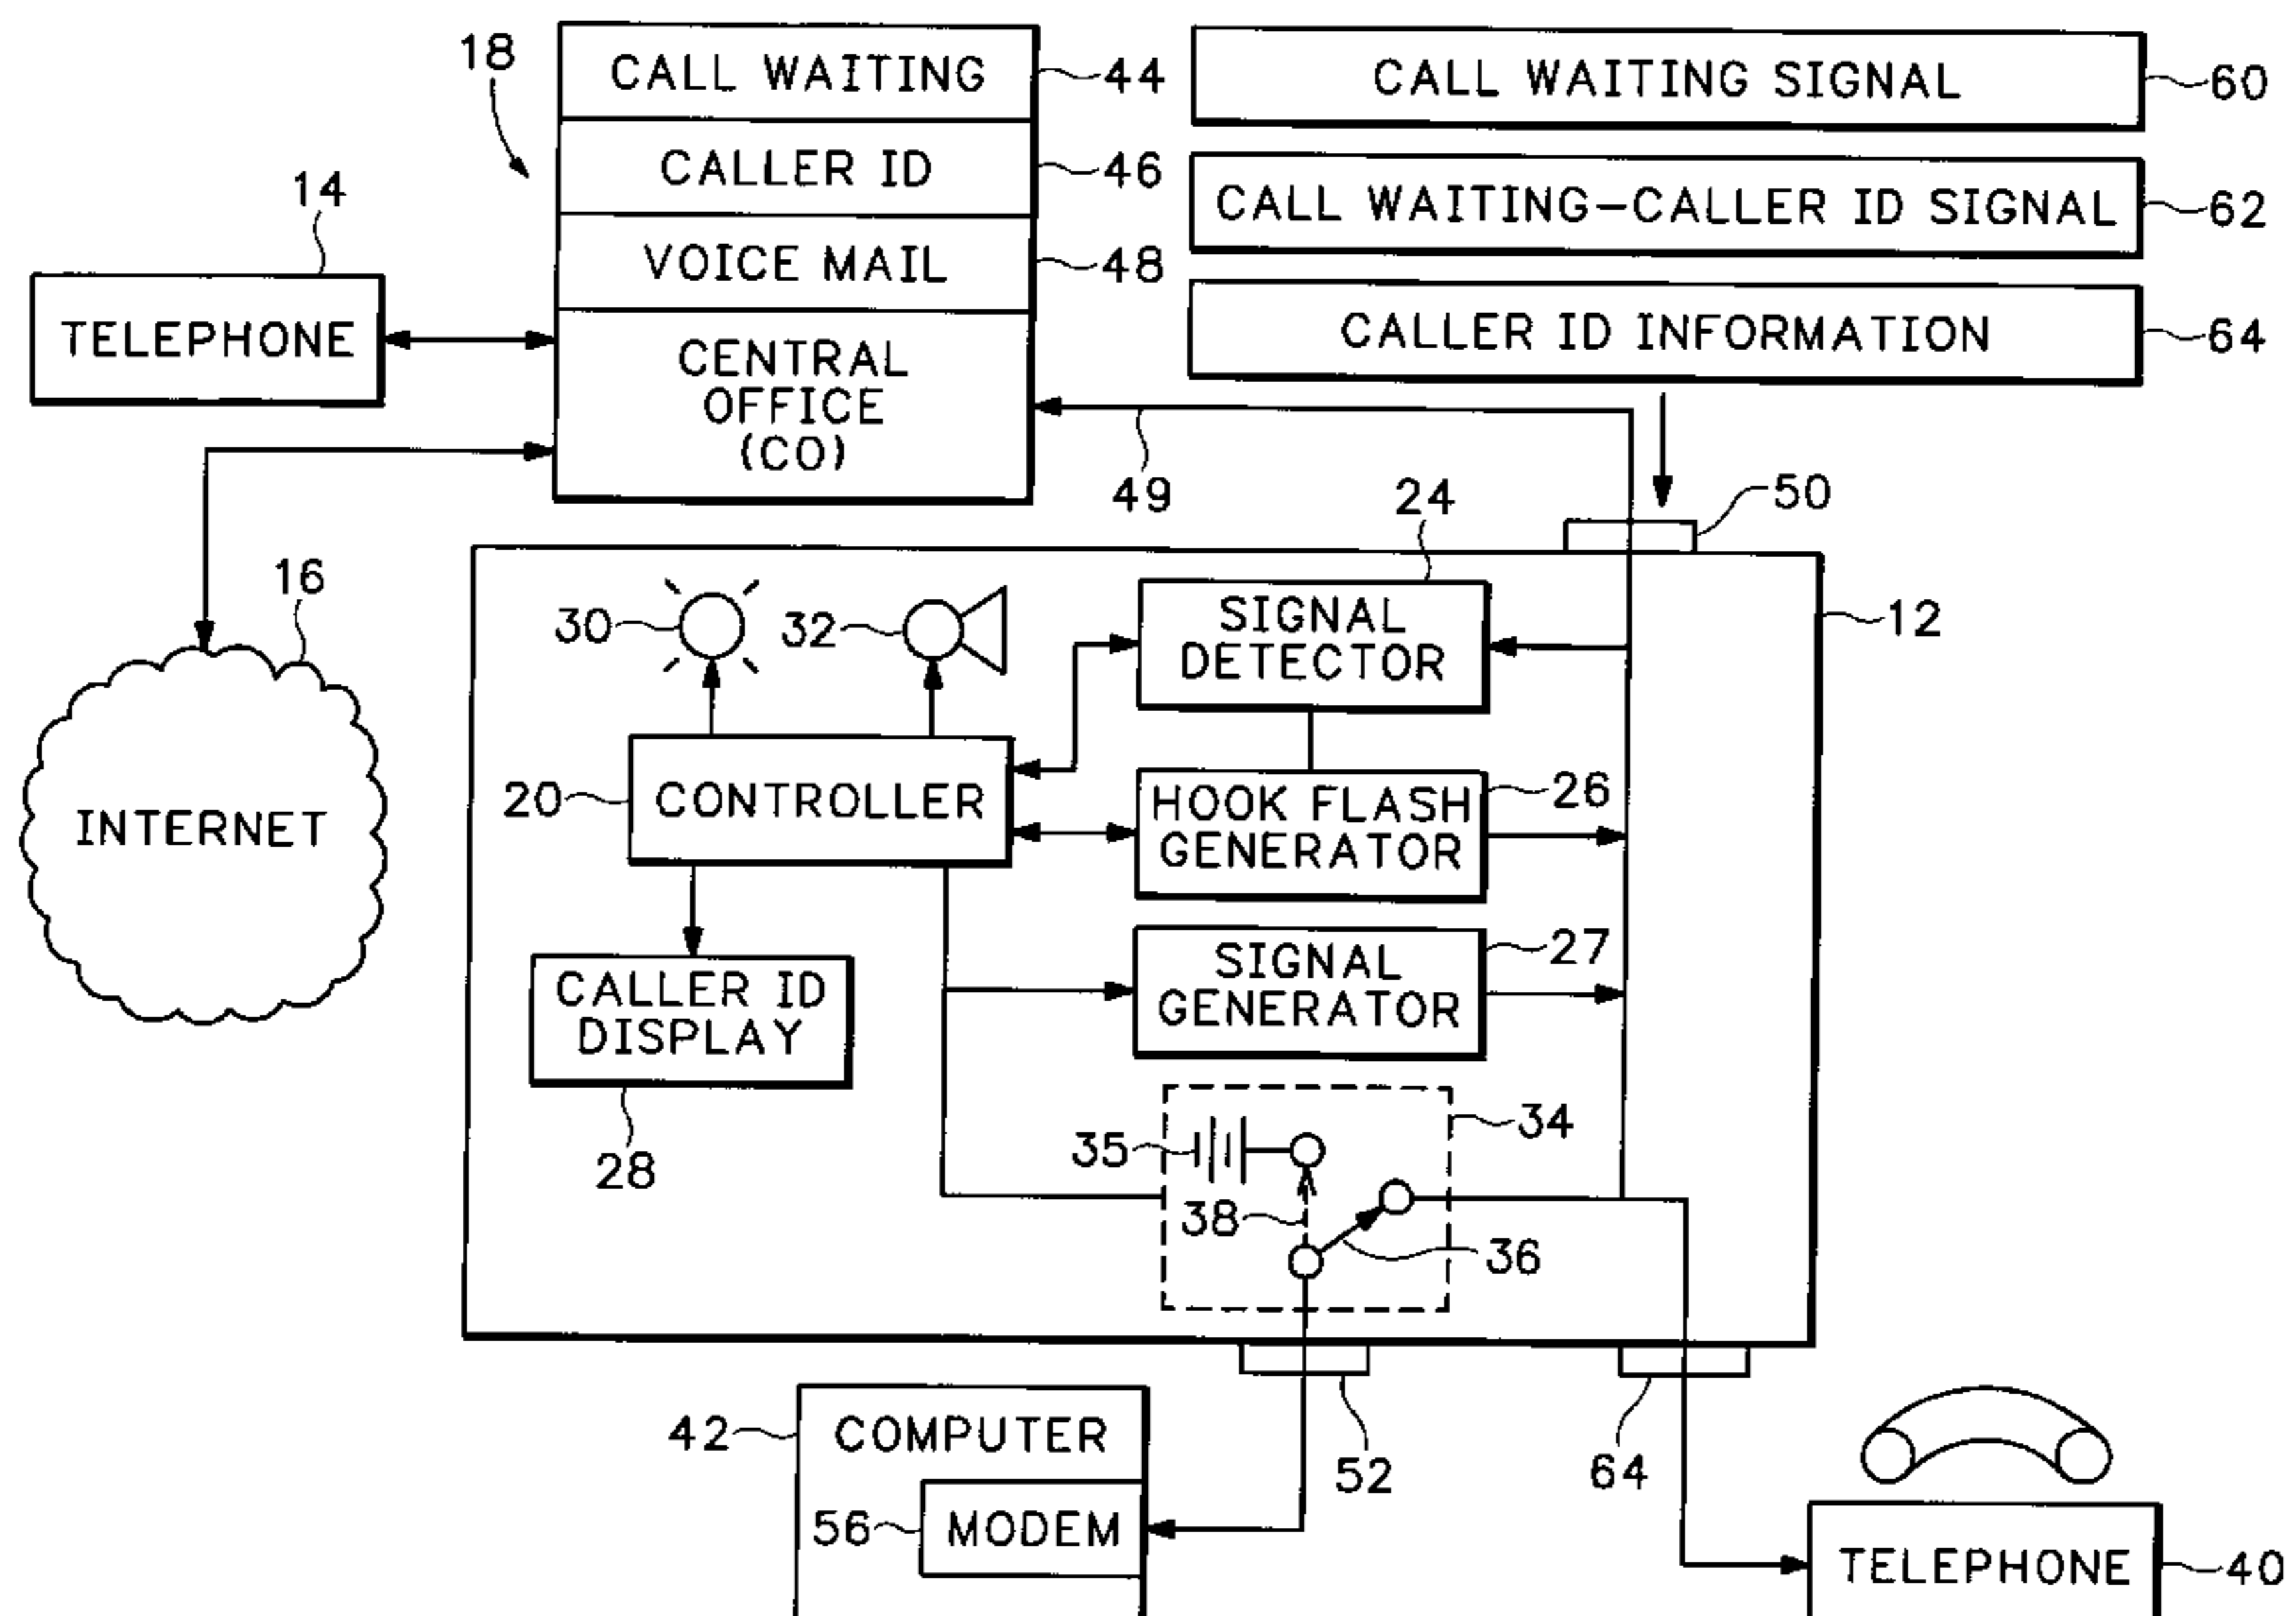 18
CALL WAITING
44
CALL WAITING SIGNAL
60
CALLER ID
46
CALL WAITING-CALLER ID SIGNAL
62
14
VOICE MAIL
48
CALLER ID INFORMATION
64
TELEPHONE
CENTRAL
OFFICE
(CO)
49
24
50
16
30
32
SIGNAL
DETECTOR
12
INTERNET
20
CONTROLLER
HOOK FLASH
GENERATOR
26
CALLER ID
DISPLAY
28
SIGNAL
GENERATOR
27
35
34
38
36
42
COMPUTER
52
64
56
MODEM
TELEPHONE
40